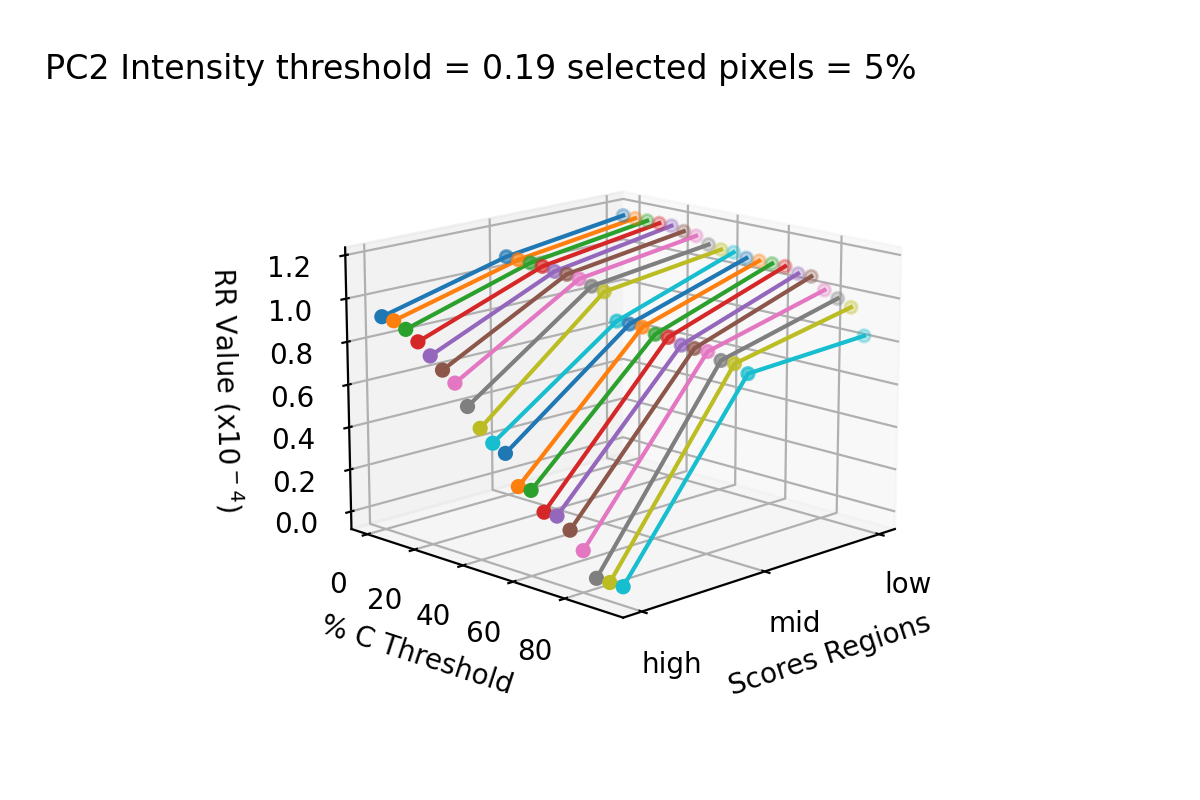 PC2 Intensity threshold = 0.19 selected pixels = 5%
RR Value (x10⁻⁴)
1.2
1.0
0.8
0.6
0.4
0.2
0.0
0
20
40
60
80
% C Threshold
high
mid
low
Scores Regions